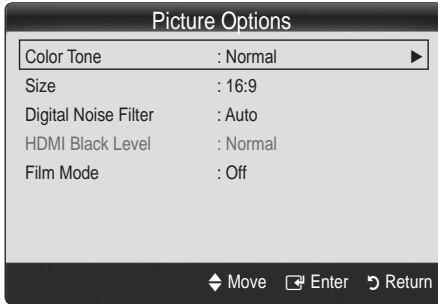 Picture Options
Color Tone : Normal
Size : 16:9
Digital Noise Filter : Auto
HDMI Black Level : Normal
Film Mode : Off
Move Enter Return